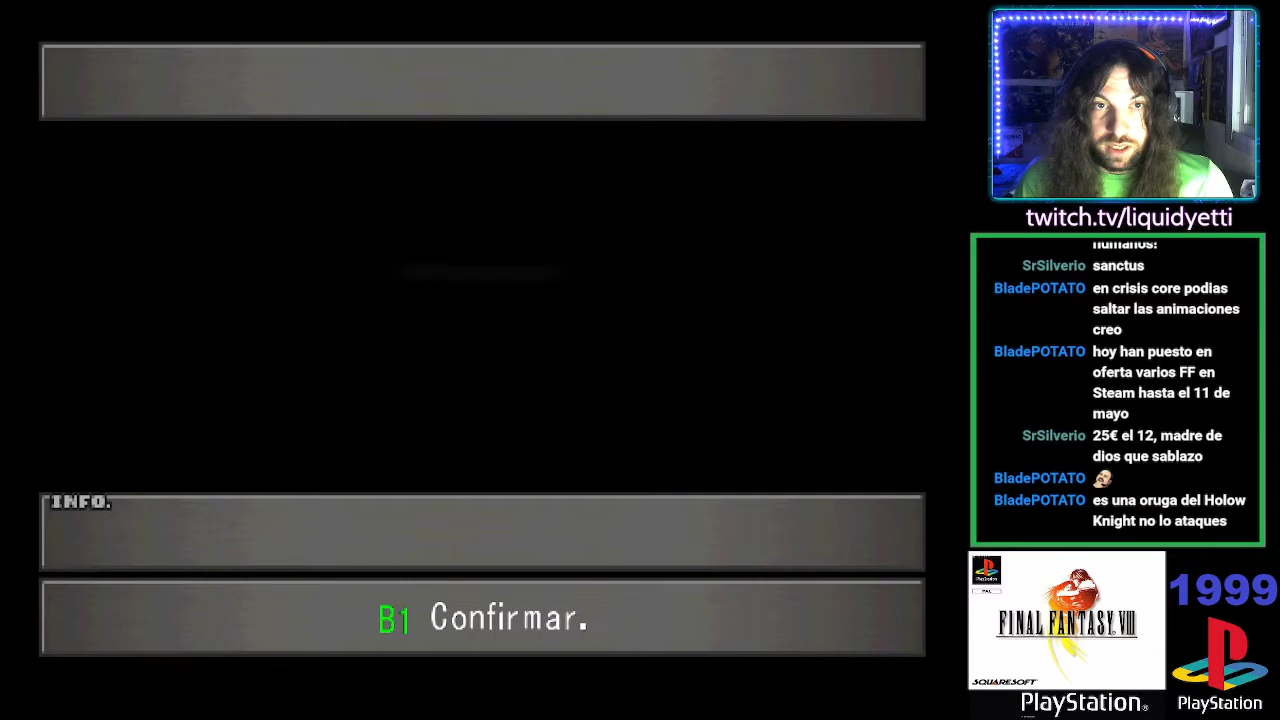 INFO.
B1 Confirmar.
twitch.tv/liquidyetti
humanos!
SrSilverio sanctus
BladePOTATO en crisis core podias
saltar las animaciones
creo
BladePOTATO hoy han puesto en
oferta varios FF en
Steam hasta el 11 de
mayo
SrSilverio 25€ el 12, madre de
dios que sablazo
BladePOTATO
BladePOTATO es una oruga del Holow
Knight no lo ataques
PlayStation
PAL
FINAL FANTASY VIII
SQUARESOFT
PlayStation
1999
PlayStation